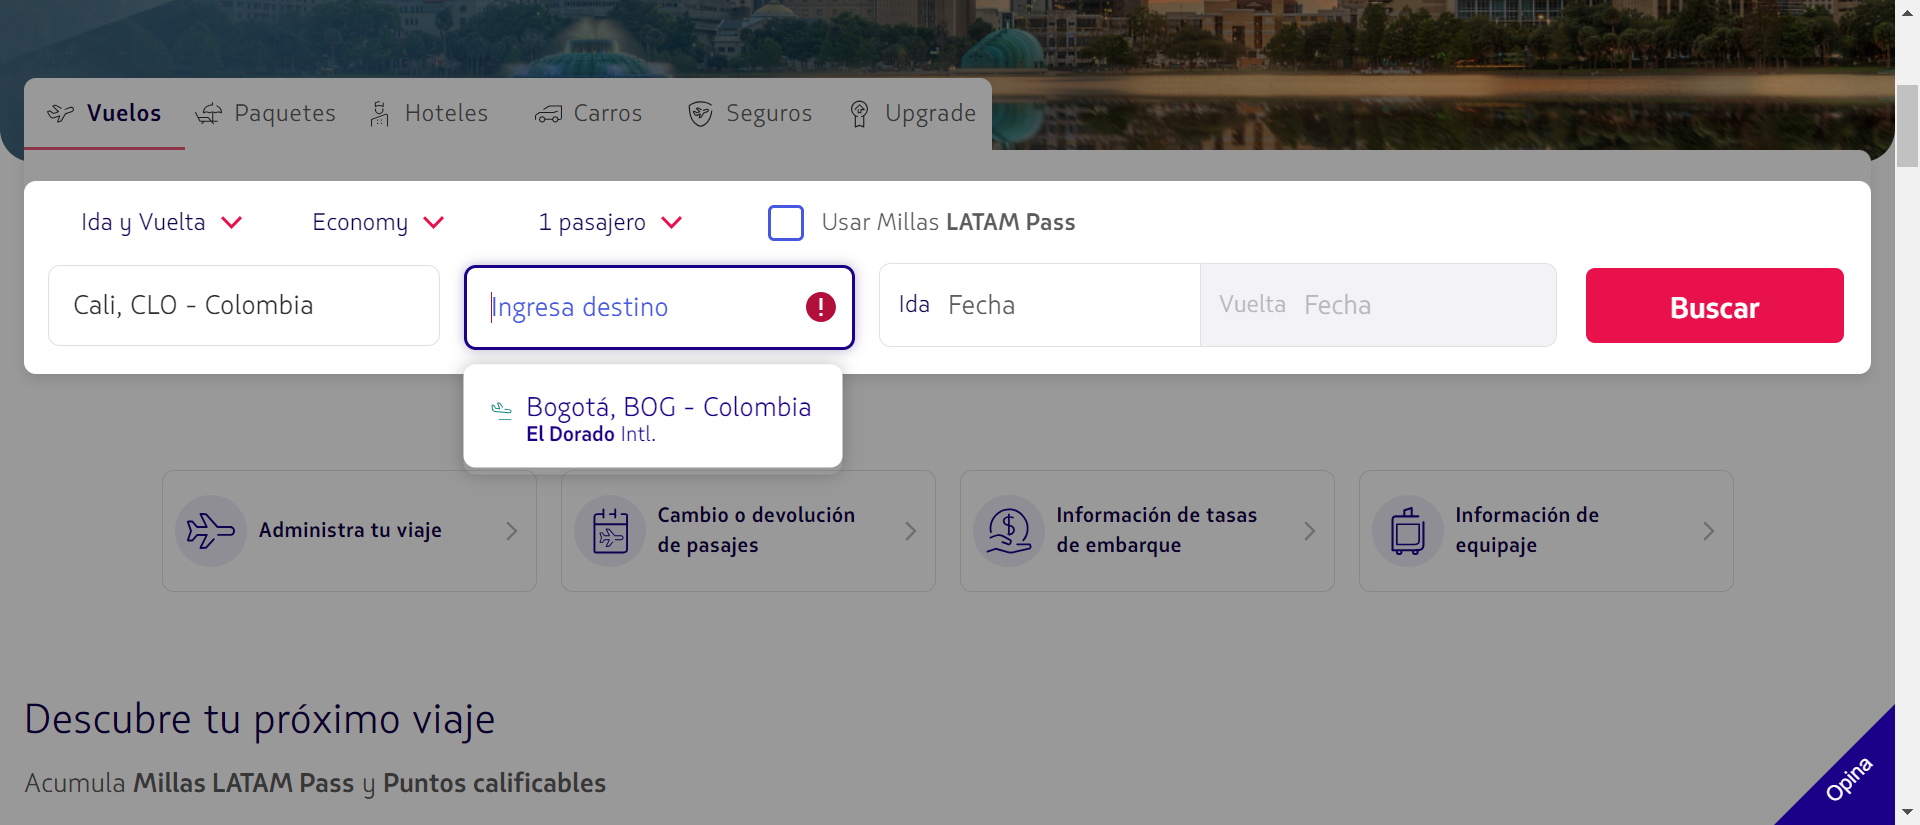 Vuelos Paquetes Hoteles Carros Seguros Upgrade
Ida y Vuelta Economy 1 pasajero Usar Millas LATAM Pass
Cali, CLO - Colombia Ingresa destino ! Ida Fecha Vuelta Fecha Buscar
Bogotá, BOG - Colombia
El Dorado Intl.
Administra tu viaje
Cambio o devolución
de pasajes
Información de tasas
de embarque
Información de
equipaje
Descubre tu próximo viaje
Acumula Millas LATAM Pass y Puntos calificables
Opina